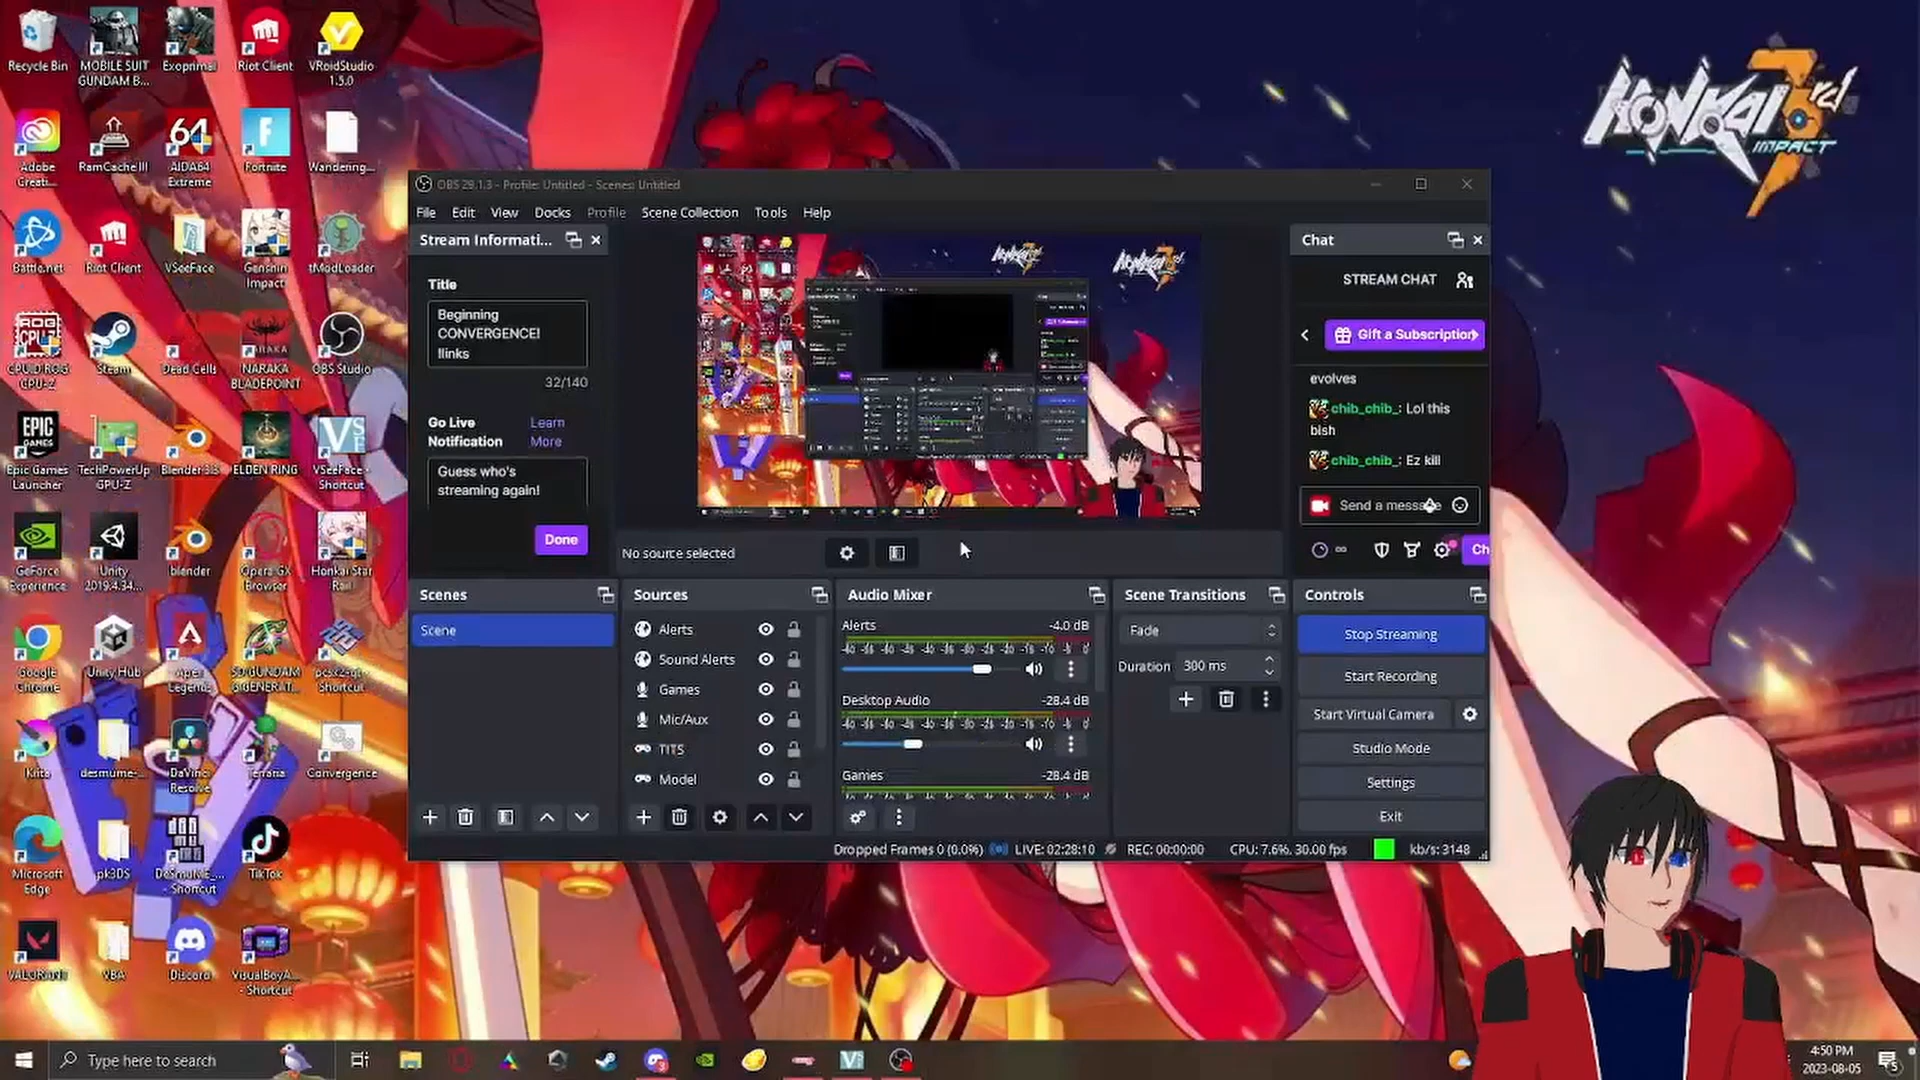 Recycle Bin
MOBILE SUIT GUNDAM B...
Exoprimal
Riot Client
VRoidStudio 1.5.0
Adobe Creati...
RamCache III
AIDA64 Extreme
Fortnite
Wandering...
Battle.net
Riot Client
VSeeFace
Genshin Impact
tModLoader
CPUID ROG CPU-Z
Steam
Dead Cells
NARAKA BLADEPOINT
OBS Studio
Epic Games Launcher
TechPowerUp GPU-Z
Blender 3.3
ELDEN RING
VSeeFace - Shortcut
GeForce Experience
Unity 2019.4.34...
blender
Opera GX Browser
Honkai Star Rail
Google Chrome
Unity Hub
Apex Legends
SD GUNDAM G GENERATI...
pcsx2-qt - Shortcut
Krita
desmume-...
DaVinci Resolve
Terraria
Convergence
Microsoft Edge
pk3DS
DeSmuME_... - Shortcut
TikTok
VALORANT
VBA
Discord
VisualBoyA... - Shortcut
HONKAI 3rd
IMPACT
OBS 29.1.3 - Profile: Untitled - Scenes: Untitled
File Edit View Docks Profile Scene Collection Tools Help
Stream Informati...
Title
Beginning
CONVERGENCE!
!links
32/140
Go Live Notification
Learn More
Guess who's
streaming again!
Done
No source selected
Chat
STREAM CHAT
Gift a Subscription
evolves
chib_chib_: Lol this
bish
chib_chib_: Ez kill
Send a message
Ch
Scenes
Scene
Sources
Alerts
Sound Alerts
Games
Mic/Aux
TITS
Model
Audio Mixer
Alerts -4.0 dB
Desktop Audio -28.4 dB
Games -28.4 dB
Scene Transitions
Fade
Duration 300 ms
Controls
Stop Streaming
Start Recording
Start Virtual Camera
Studio Mode
Settings
Exit
Dropped Frames 0 (0.0%) LIVE: 02:28:10 REC: 00:00:00 CPU: 7.6%, 30.00 fps kb/s: 3148
Type here to search
4:50 PM
2023-08-05